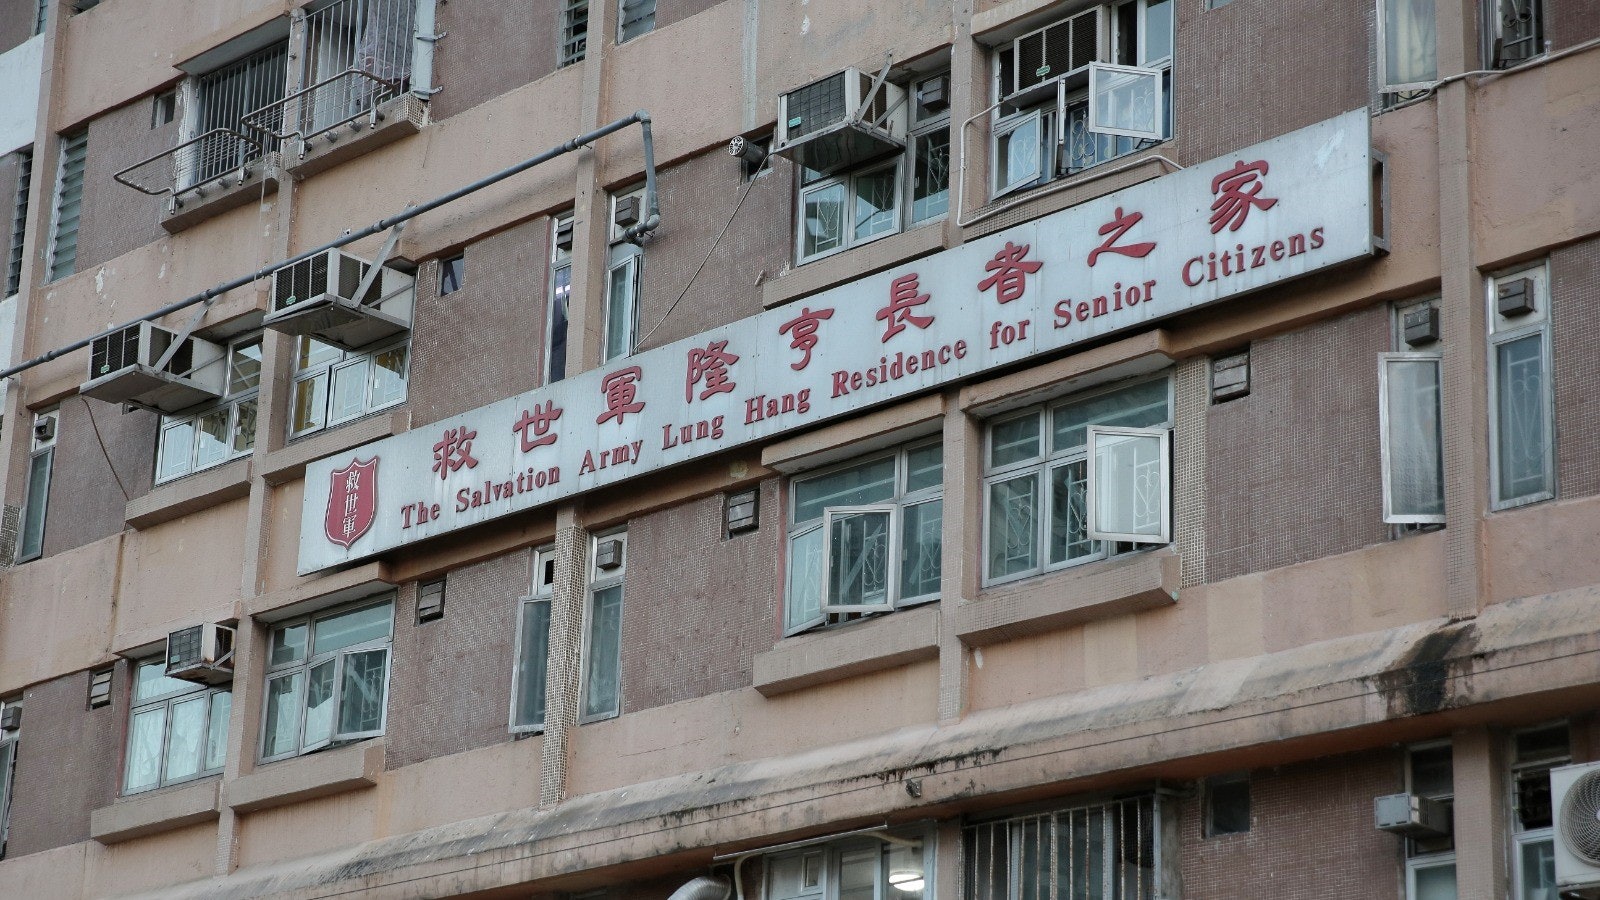 救世軍
救世軍隆亨長者之家
The Salvation Army Lung Hang Residence for Senior Citizens